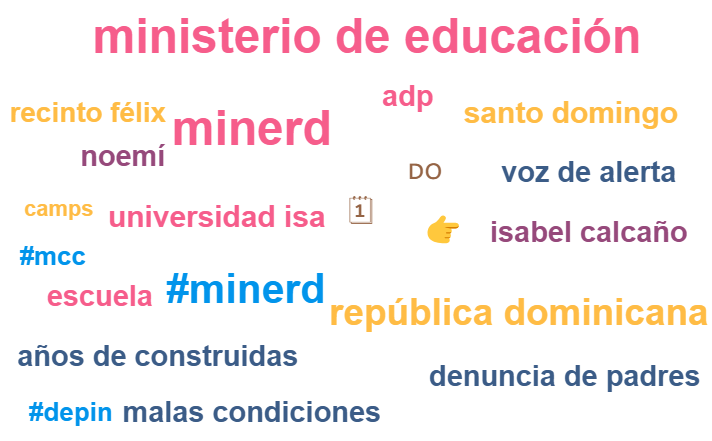 ministerio de educación
adp
recinto félix
minerd
santo domingo
noemí
DO
voz de alerta
camps
universidad isa
1
isabel calcaño
#mcc
escuela
#minerd
república dominicana
años de construidas
denuncia de padres
#depin
malas condiciones